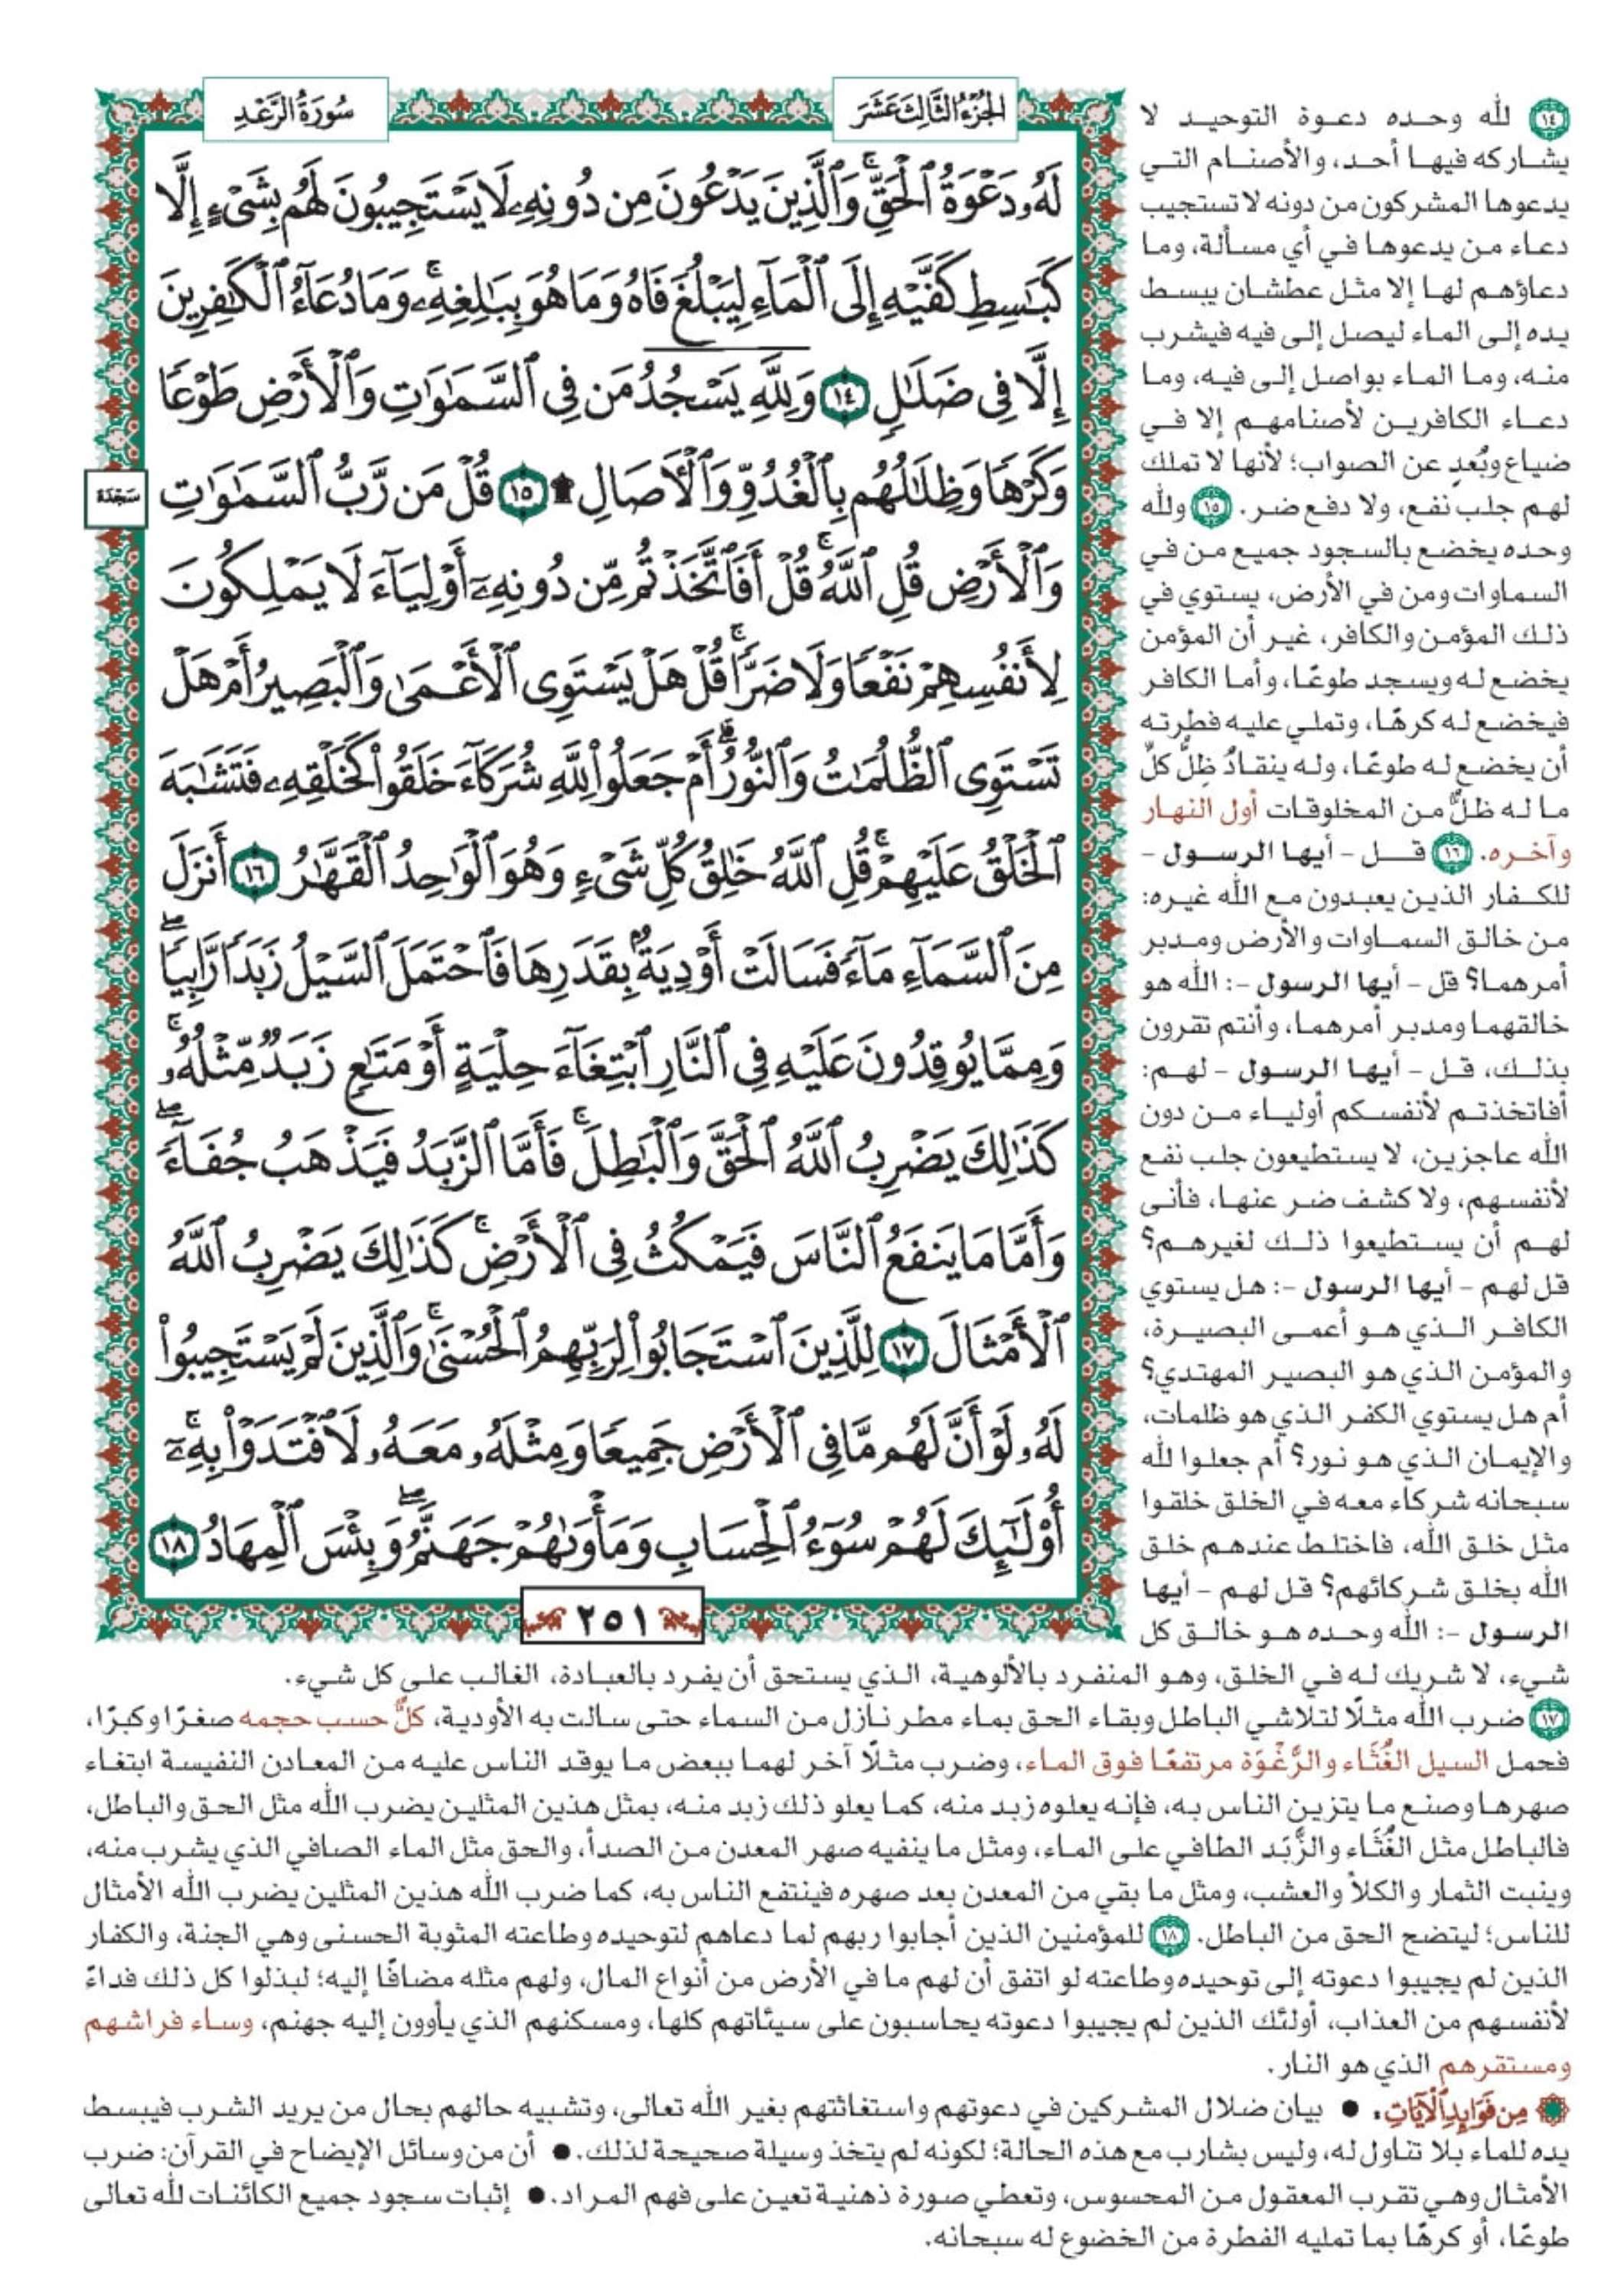 الجُزْءُ الثَّالِثَ عَشَرَ
سُورَةُ الرَّعْدِ
لَهُۥ دَعْوَةُ ٱلْحَقِّۚ وَٱلَّذِينَ يَدْعُونَ مِن دُونِهِۦ لَا يَسْتَجِيبُونَ لَهُم بِشَىْءٍ إِلَّا
كَبَٰسِطِ كَفَّيْهِ إِلَى ٱلْمَآءِ لِيَبْلُغَ فَاهُ وَمَا هُوَ بِبَٰلِغِهِۦۚ وَمَا دُعَآءُ ٱلْكَٰفِرِينَ
إِلَّا فِى ضَلَٰلٍ ١٤ وَلِلَّهِ يَسْجُدُ مَن فِى ٱلسَّمَٰوَٰتِ وَٱلْأَرْضِ طَوْعًا
وَكَرْهًا وَظِلَٰلُهُم بِٱلْغُدُوِّ وَٱلْأٓصَالِ ۩ ١٥ قُلْ مَن رَّبُّ ٱلسَّمَٰوَٰتِ
سَجْدَة
وَٱلْأَرْضِ قُلِ ٱللَّهُۚ قُلْ أَفَٱتَّخَذْتُم مِّن دُونِهِۦٓ أَوْلِيَآءَ لَا يَمْلِكُونَ
لِأَنفُسِهِمْ نَفْعًا وَلَا ضَرًّاۚ قُلْ هَلْ يَسْتَوِى ٱلْأَعْمَىٰ وَٱلْبَصِيرُ أَمْ هَلْ
تَسْتَوِى ٱلظُّلُمَٰتُ وَٱلنُّورُۗ أَمْ جَعَلُوا۟ لِلَّهِ شُرَكَآءَ خَلَقُوا۟ كَخَلْقِهِۦ فَتَشَٰبَهَ
ٱلْخَلْقُ عَلَيْهِمْۚ قُلِ ٱللَّهُ خَٰلِقُ كُلِّ شَىْءٍ وَهُوَ ٱلْوَٰحِدُ ٱلْقَهَّٰرُ ١٦ أَنزَلَ
مِنَ ٱلسَّمَآءِ مَآءً فَسَالَتْ أَوْدِيَةٌۢ بِقَدَرِهَا فَٱحْتَمَلَ ٱلسَّيْلُ زَبَدًا رَّابِيًاۖ
وَمِمَّا يُوقِدُونَ عَلَيْهِ فِى ٱلنَّارِ ٱبْتِغَآءَ حِلْيَةٍ أَوْ مَتَٰعٍ زَبَدٌ مِّثْلُهُۥۚ
كَذَٰلِكَ يَضْرِبُ ٱللَّهُ ٱلْحَقَّ وَٱلْبَٰطِلَۚ فَأَمَّا ٱلزَّبَدُ فَيَذْهَبُ جُفَآءًۖ
وَأَمَّا مَا يَنفَعُ ٱلنَّاسَ فَيَمْكُثُ فِى ٱلْأَرْضِۚ كَذَٰلِكَ يَضْرِبُ ٱللَّهُ
ٱلْأَمْثَالَ ١٧ لِلَّذِينَ ٱسْتَجَابُوا۟ لِرَبِّهِمُ ٱلْحُسْنَىٰۚ وَٱلَّذِينَ لَمْ يَسْتَجِيبُوا۟
لَهُۥ لَوْ أَنَّ لَهُم مَّا فِى ٱلْأَرْضِ جَمِيعًا وَمِثْلَهُۥ مَعَهُۥ لَٱفْتَدَوْا۟ بِهِۦٓۚ
أُو۟لَٰٓئِكَ لَهُمْ سُوٓءُ ٱلْحِسَابِ وَمَأْوَىٰهُمْ جَهَنَّمُۖ وَبِئْسَ ٱلْمِهَادُ ١٨
٢٥١
١٤ لله وحده دعوة التوحيد لا
يشاركه فيها أحد، والأصنام التي
يدعوها المشركون من دونه لا تستجيب
دعاء من يدعوها في أي مسألة، وما
دعاؤهم لها إلا مثل عطشان يبسط
يده إلى الماء ليصل إلى فيه فيشرب
منه، وما الماء بواصل إلى فيه، وما
دعاء الكافرين لأصنامهم إلا في
ضياع وبُعدٍ عن الصواب؛ لأنها لا تملك
لهم جلب نفع، ولا دفع ضر. ١٥ ولله
وحده يخضع بالسجود جميع من في
السماوات ومن في الأرض، يستوي في
ذلك المؤمن والكافر، غير أن المؤمن
يخضع له ويسجد طوعًا، وأما الكافر
فيخضع له كرهًا، وتملي عليه فطرته
أن يخضع له طوعًا، وله ينقادُ ظِلُّ كلِّ
ما له ظلٌّ من المخلوقات أول النهار
وآخره. ١٦ قل - أيها الرسول -
للكفار الذين يعبدون مع الله غيره:
من خالق السماوات والأرض ومدبر
أمرهما؟ قل - أيها الرسول -: الله هو
خالقهما ومدبر أمرهما، وأنتم تقرون
بذلك، قل - أيها الرسول - لهم:
أفاتخذتم لأنفسكم أولياء من دون
الله عاجزين، لا يستطيعون جلب نفع
لأنفسهم، ولا كشف ضر عنها، فأنى
لهم أن يستطيعوا ذلك لغيرهم؟
قل لهم - أيها الرسول -: هل يستوي
الكافر الذي هو أعمى البصيرة،
والمؤمن الذي هو البصير المهتدي؟
أم هل يستوي الكفر الذي هو ظلمات،
والإيمان الذي هو نور؟ أم جعلوا لله
سبحانه شركاء معه في الخلق خلقوا
مثل خلق الله، فاختلط عندهم خلق
الله بخلق شركائهم؟ قل لهم - أيها
الرسول -: الله وحده هو خالق كل
شيء، لا شريك له في الخلق، وهو المنفرد بالألوهية، الذي يستحق أن يفرد بالعبادة، الغالب على كل شيء.
١٧ ضرب الله مثلًا لتلاشي الباطل وبقاء الحق بماء مطر نازل من السماء حتى سالت به الأودية، كلٌّ حسب حجمه صغرًا وكبرًا،
فحمل السيل الغُثَاء والرَّغْوَة مرتفعًا فوق الماء، وضرب مثلًا آخر لهما ببعض ما يوقد الناس عليه من المعادن النفيسة ابتغاء
صهرها وصنع ما يتزين الناس به، فإنه يعلوه زبد منه، كما يعلو ذلك زبد منه، بمثل هذين المثلين يضرب الله مثل الحق والباطل،
فالباطل مثل الغُثَاء والزَّبَد الطافي على الماء، ومثل ما ينفيه صهر المعدن من الصدأ، والحق مثل الماء الصافي الذي يشرب منه،
وينبت الثمار والكلأ والعشب، ومثل ما بقي من المعدن بعد صهره فينتفع الناس به، كما ضرب الله هذين المثلين يضرب الله الأمثال
للناس؛ ليتضح الحق من الباطل. ١٨ للمؤمنين الذين أجابوا ربهم لما دعاهم لتوحيده وطاعته المثوبة الحسنى وهي الجنة، والكفار
الذين لم يجيبوا دعوته إلى توحيده وطاعته لو اتفق أن لهم ما في الأرض من أنواع المال، ولهم مثله مضافًا إليه؛ لبذلوا كل ذلك فداءً
لأنفسهم من العذاب، أولئك الذين لم يجيبوا دعوته يحاسبون على سيئاتهم كلها، ومسكنهم الذي يأوون إليه جهنم، وساء فراشهم
ومستقرهم الذي هو النار.
مِن فَوَائِدِ ٱلْآيَاتِ: ● بيان ضلال المشركين في دعوتهم واستغاثتهم بغير الله تعالى، وتشبيه حالهم بحال من يريد الشرب فيبسط
يده للماء بلا تناول له، وليس بشارب مع هذه الحالة؛ لكونه لم يتخذ وسيلة صحيحة لذلك. ● أن من وسائل الإيضاح في القرآن: ضرب
الأمثال وهي تقرب المعقول من المحسوس، وتعطي صورة ذهنية تعين على فهم المراد. ● إثبات سجود جميع الكائنات لله تعالى
طوعًا، أو كرهًا بما تمليه الفطرة من الخضوع له سبحانه.